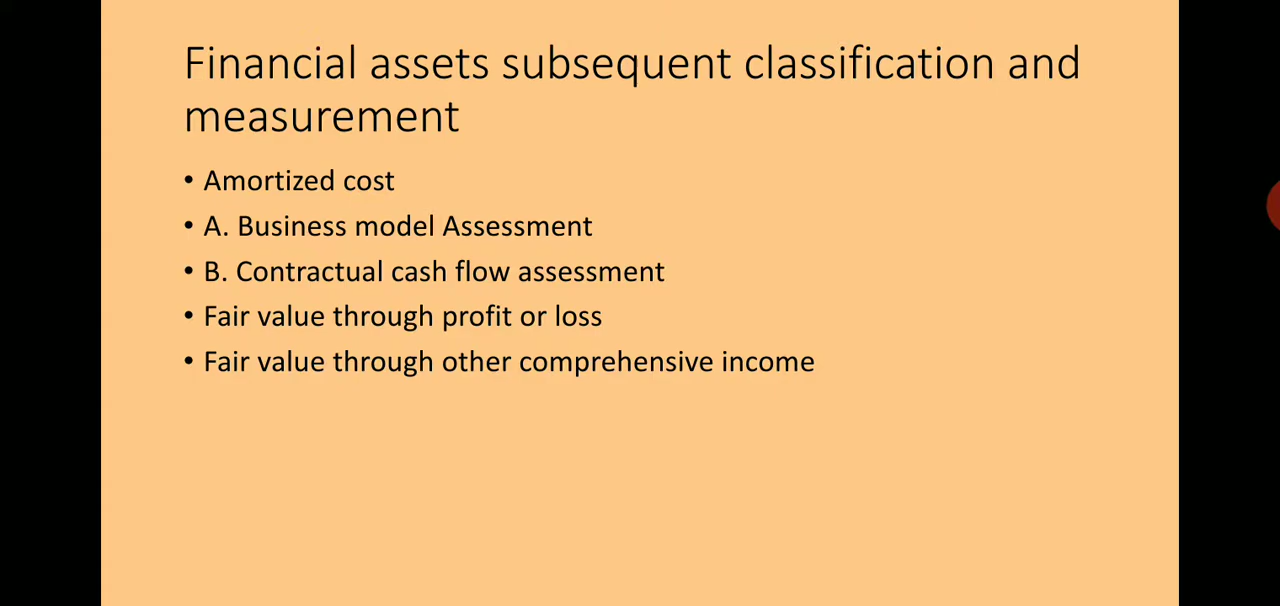 Financial assets subsequent classification and
measurement
• Amortized cost
• A. Business model Assessment
• B. Contractual cash flow assessment
• Fair value through profit or loss
• Fair value through other comprehensive income